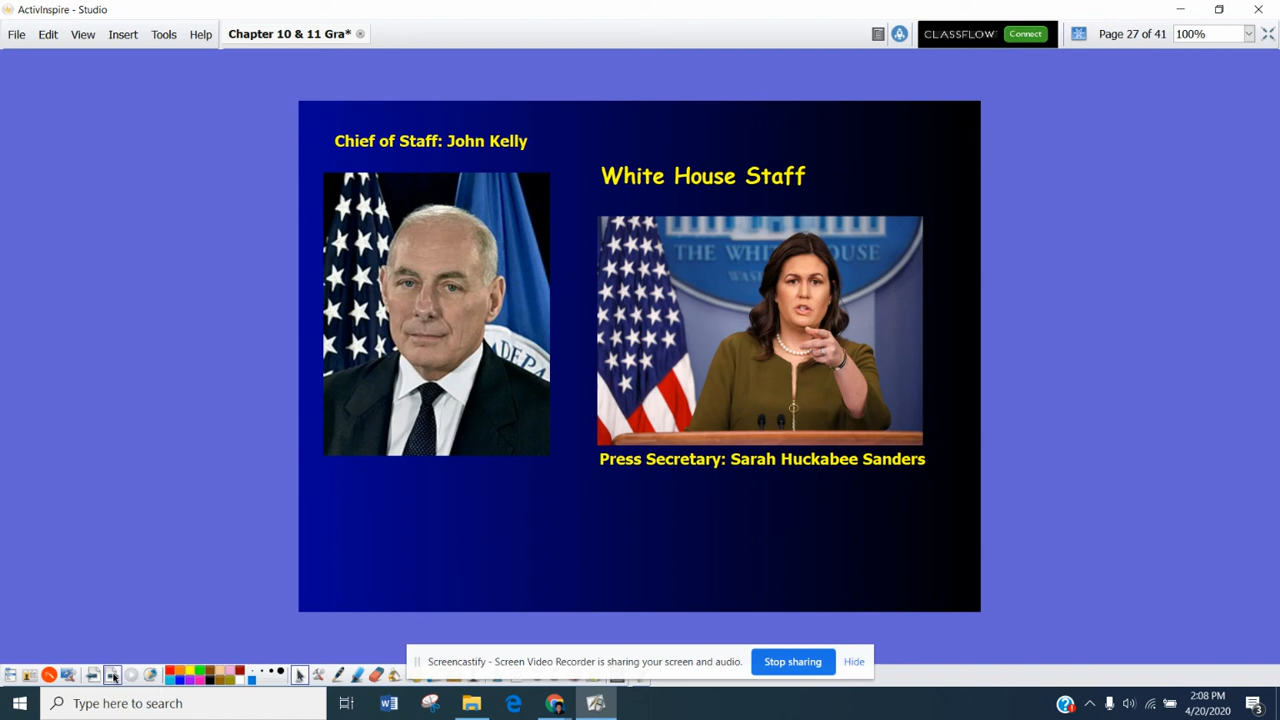 ActivInspire - Studio
File Edit View Insert Tools Help Chapter 10 & 11 Gra* CLASSFLOW Connect Page 27 of 41 100%
Chief of Staff: John Kelly
White House Staff
THE WHITE HOUSE
WAS
DEPA
Press Secretary: Sarah Huckabee Sanders
Screencastify - Screen Video Recorder is sharing your screen and audio. Stop sharing Hide
Type here to search
2:08 PM
4/20/2020
3